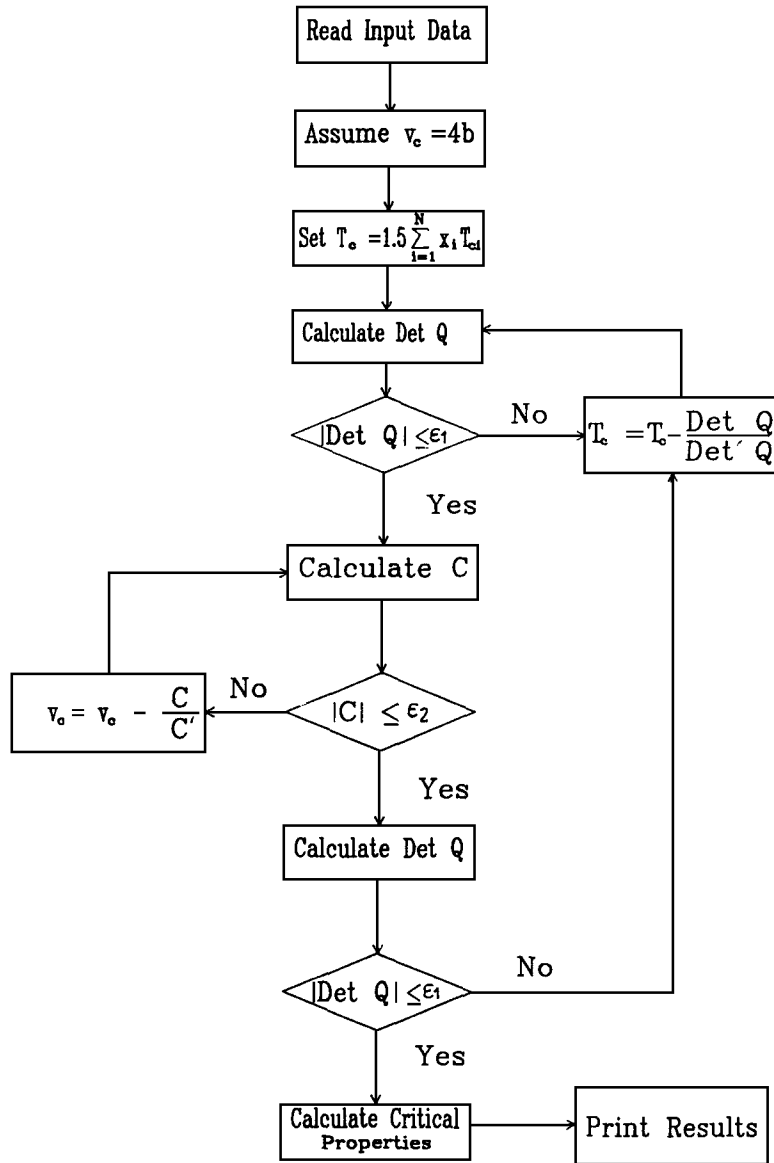 Read Input Data
Assume v_c =4b
Set T_c =1.5 ∑_{i=1}^{N} x_i T_ci
Calculate Det Q
|Det Q| ≤ε1
No
T_c = T_c - Det Q / Det′ Q
Yes
Calculate C
|C| ≤ ε2
No
v_c = v_c - C / C'
Yes
Calculate Det Q
|Det Q| ≤ε1
No
Yes
Calculate Critical
Properties
Print Results